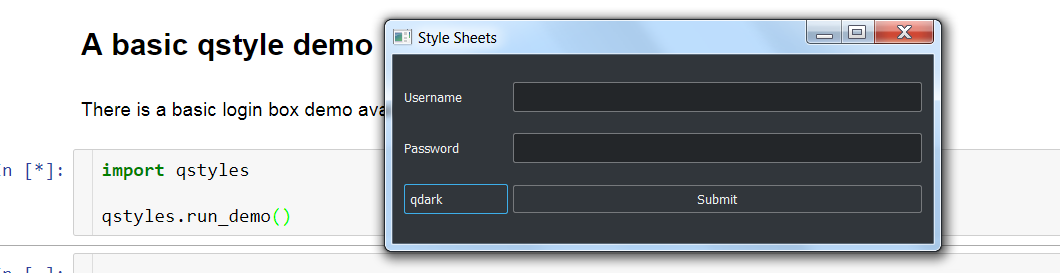 A basic qstyle demo
Style Sheets
There is a basic login box demo
Username
Password
qdark
Submit
[*]:
import qstyles
qstyles.run_demo()
[ ]: